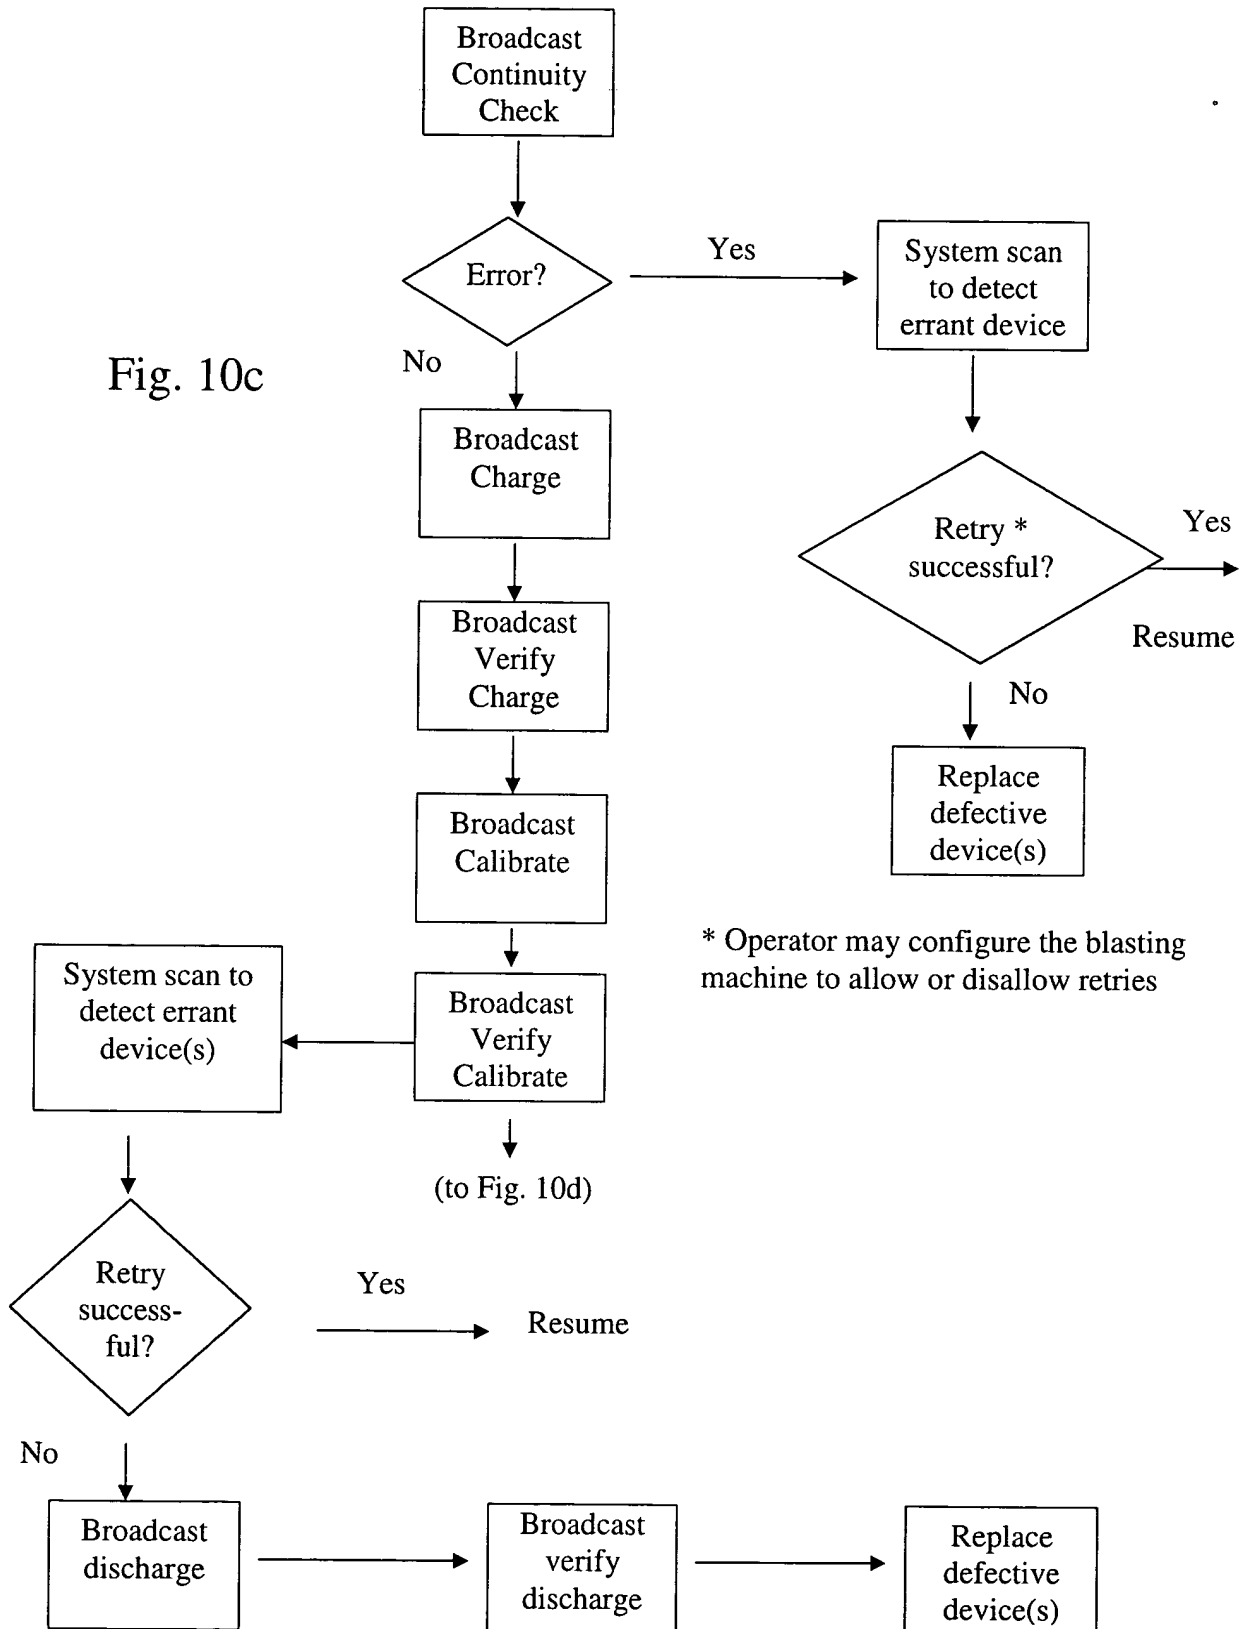 Broadcast
Continuity
Check
Error?
Yes
System scan
to detect
errant device
No
Fig. 10c
Broadcast
Charge
Retry *
successful?
Yes
Resume
Broadcast
Verify
Charge
No
Replace
defective
device(s)
Broadcast
Calibrate
* Operator may configure the blasting
machine to allow or disallow retries
System scan to
detect errant
device(s)
Broadcast
Verify
Calibrate
(to Fig. 10d)
Retry
success-
ful?
Yes
Resume
No
Broadcast
discharge
Broadcast
verify
discharge
Replace
defective
device(s)